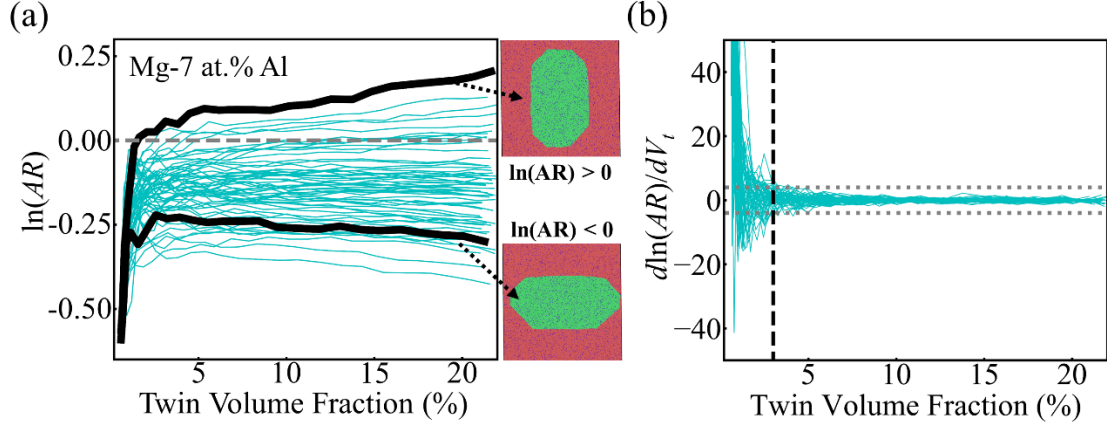 (a)
Mg-7 at.% Al
ln(AR)
0.25
0.00
-0.25
-0.50
5
10
15
20
Twin Volume Fraction (%)
ln(AR) > 0
ln(AR) < 0
(b)
dln(AR)/dVt
40
20
0
−20
−40
5
10
15
20
Twin Volume Fraction (%)